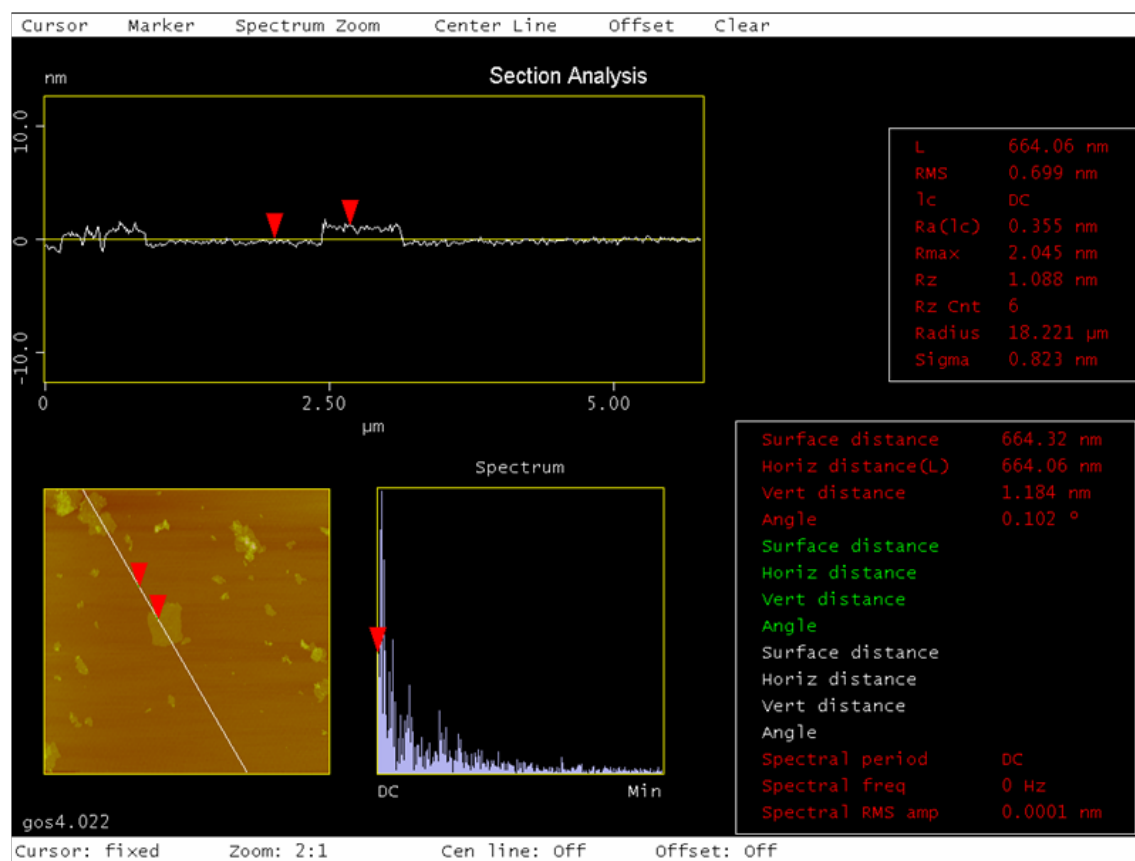 Cursor Marker Spectrum Zoom Center Line Offset Clear
nm
Section Analysis
10.0
0
-10.0
0 2.50 5.00
µm
L 664.06 nm
RMS 0.699 nm
lc DC
Ra(lc) 0.355 nm
Rmax 2.045 nm
Rz 1.088 nm
Rz Cnt 6
Radius 18.221 µm
Sigma 0.823 nm
Surface distance 664.32 nm
Horiz distance(L) 664.06 nm
Vert distance 1.184 nm
Angle 0.102 º
Surface distance
Horiz distance
Vert distance
Angle
Surface distance
Horiz distance
Vert distance
Angle
Spectral period DC
Spectral freq 0 Hz
Spectral RMS amp 0.0001 nm
Spectrum
DC Min
gos4.022
Cursor: fixed Zoom: 2:1 Cen line: Off Offset: Off